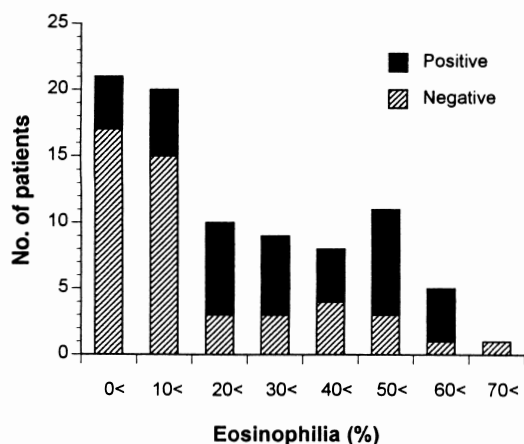 25
20
15
10
5
0
No. of patients
Positive
Negative
0< 10< 20< 30< 40< 50< 60< 70<
Eosinophilia (%)